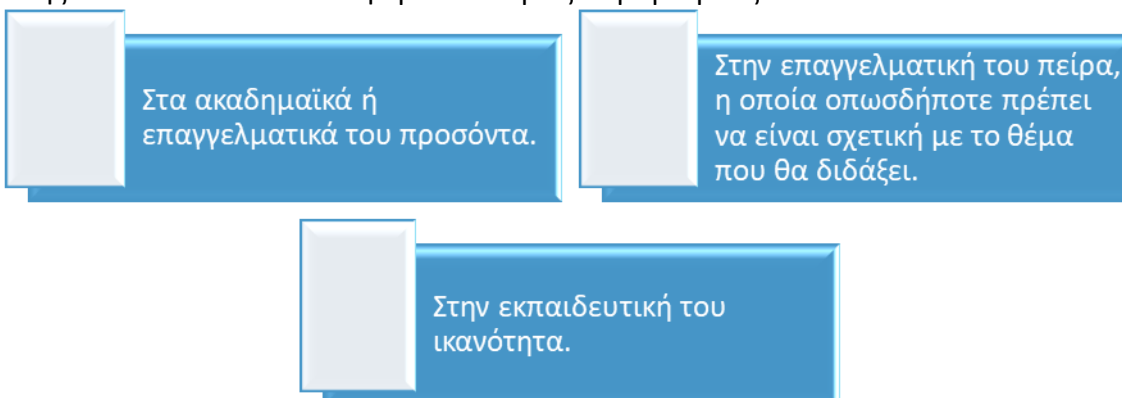 Στα ακαδημαϊκά ή
επαγγελματικά του προσόντα.
Στην επαγγελματική του πείρα,
η οποία οπωσδήποτε πρέπει
να είναι σχετική με το θέμα
που θα διδάξει.
Στην εκπαιδευτική του
ικανότητα.